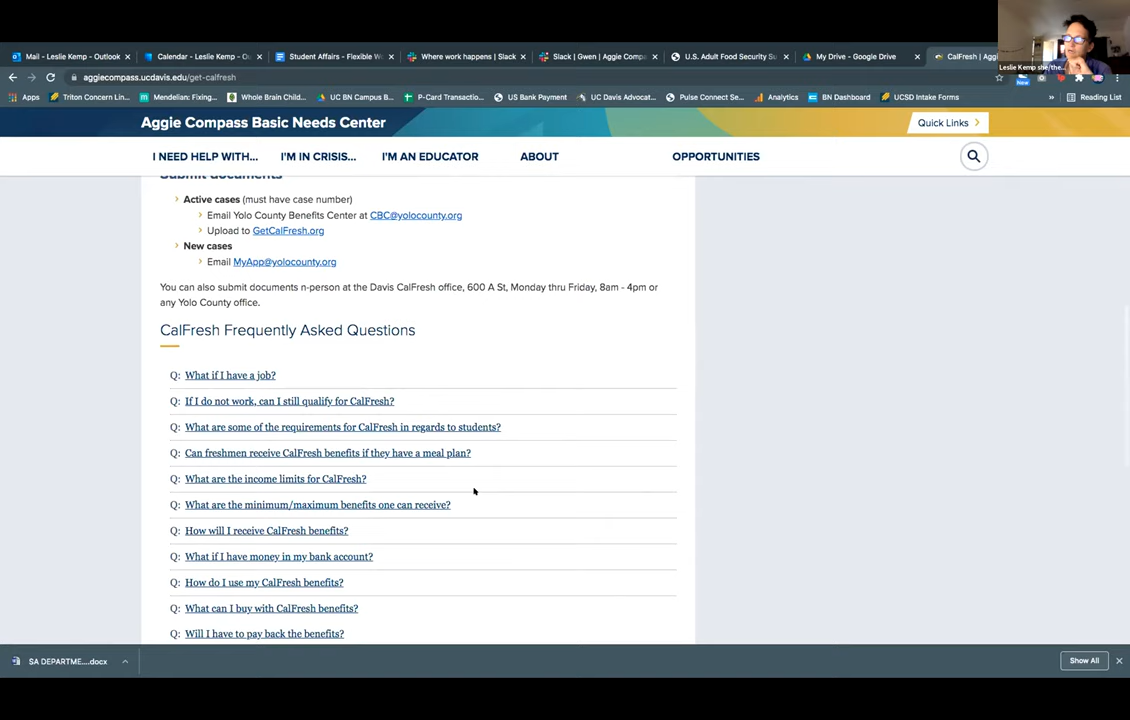 Mail - Leslie Kemp - Outlook
Calendar - Leslie Kemp - Ou
Student Affairs - Flexible W
Where work happens | Slack
Slack | Gwen | Aggie Comp
U.S. Adult Food Security Su
My Drive - Google Drive
CalFresh | Agg
Leslie Kemp she/the...
aggiecompass.ucdavis.edu/get-calfresh
New
Apps
Triton Concern Lin...
Mendelian: Fixing...
Whole Brain Child...
UC BN Campus B...
P-Card Transactio...
US Bank Payment
UC Davis Advocat...
Pulse Connect Se...
Analytics
BN Dashboard
UCSD Intake Forms
Reading List
Aggie Compass Basic Needs Center
Quick Links
I NEED HELP WITH...
I'M IN CRISIS...
I'M AN EDUCATOR
ABOUT
OPPORTUNITIES
Submit documents
Active cases (must have case number)
Email Yolo County Benefits Center at CBC@yolocounty.org
Upload to GetCalFresh.org
New cases
Email MyApp@yolocounty.org
You can also submit documents n-person at the Davis CalFresh office, 600 A St, Monday thru Friday, 8am - 4pm or
any Yolo County office.
CalFresh Frequently Asked Questions
Q: What if I have a job?
Q: If I do not work, can I still qualify for CalFresh?
Q: What are some of the requirements for CalFresh in regards to students?
Q: Can freshmen receive CalFresh benefits if they have a meal plan?
Q: What are the income limits for CalFresh?
Q: What are the minimum/maximum benefits one can receive?
Q: How will I receive CalFresh benefits?
Q: What if I have money in my bank account?
Q: How do I use my CalFresh benefits?
Q: What can I buy with CalFresh benefits?
Q: Will I have to pay back the benefits?
SA DEPARTME....docx
Show All